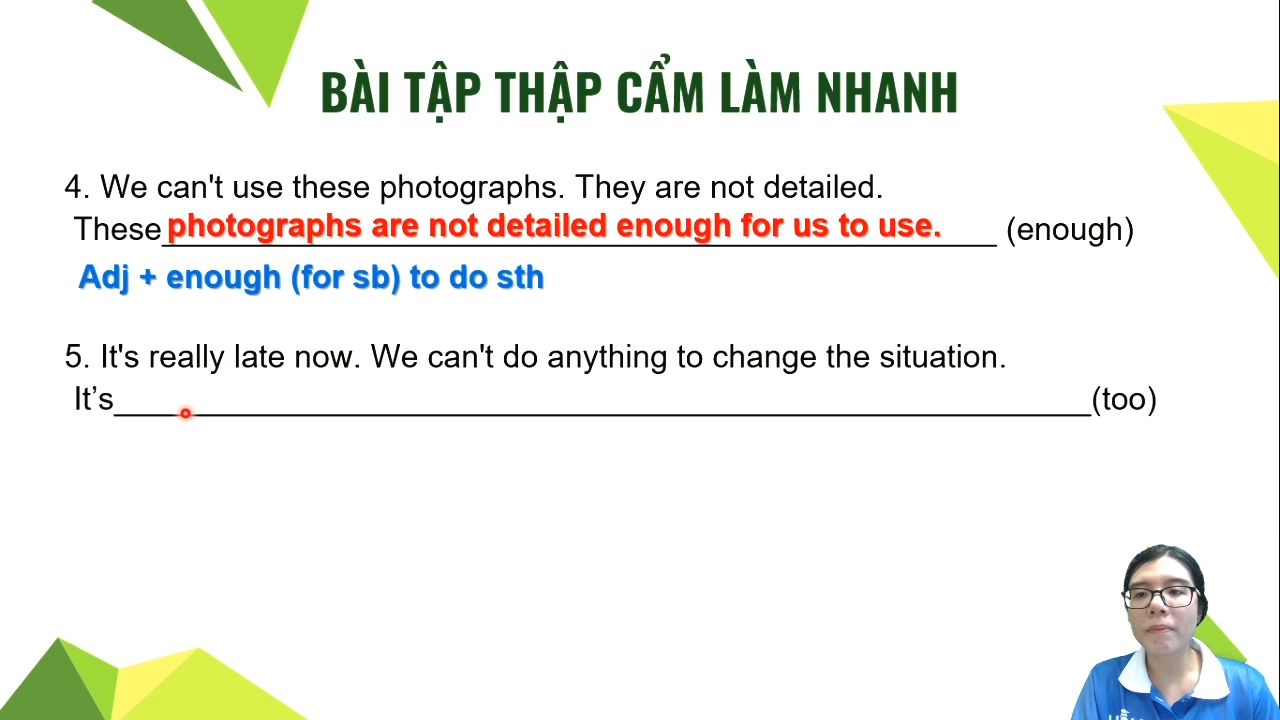 BÀI TẬP THẬP CẨM LÀM NHANH
4. We can't use these photographs. They are not detailed.
These photographs are not detailed enough for us to use. (enough)
Adj + enough (for sb) to do sth
5. It's really late now. We can't do anything to change the situation.
It’s____________________(too)